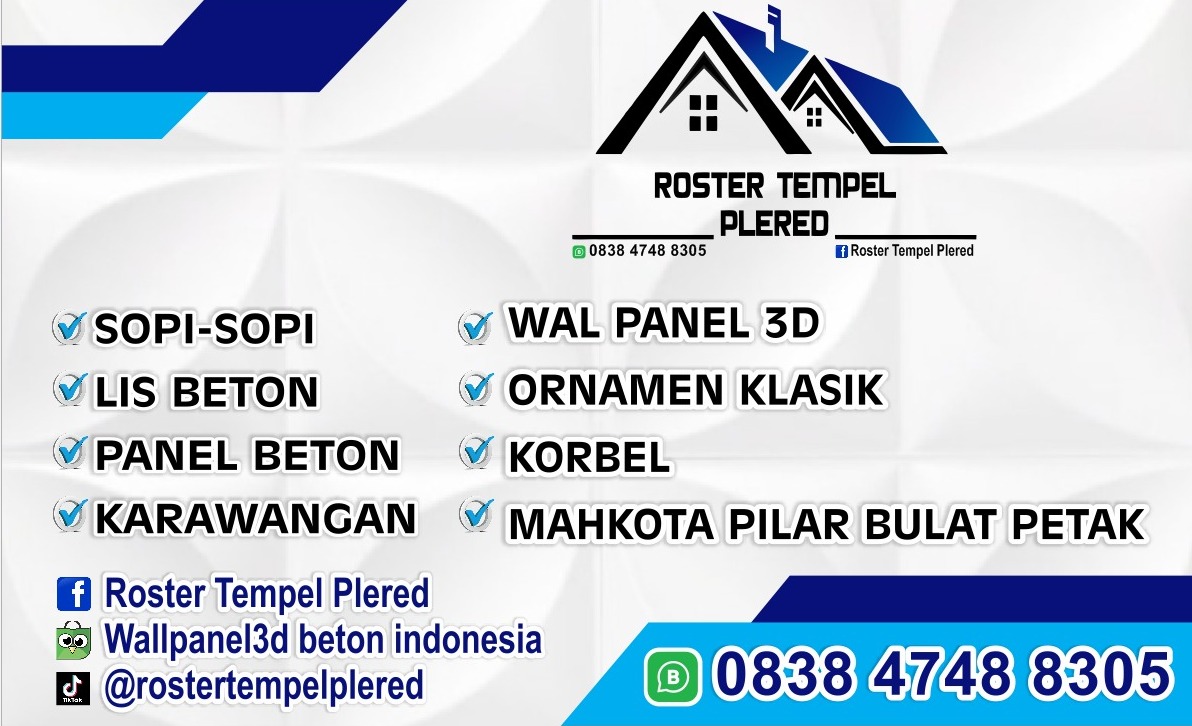 ROSTER TEMPEL
PLERED
0838 4748 8305
Roster Tempel Plered
SOPI-SOPI
LIS BETON
PANEL BETON
KARAWANGAN
WAL PANEL 3D
ORNAMEN KLASIK
KORBEL
MAHKOTA PILAR BULAT PETAK
Roster Tempel Plered
Wallpanel3d beton indonesia
TikTok
@rostertempelplered
0838 4748 8305